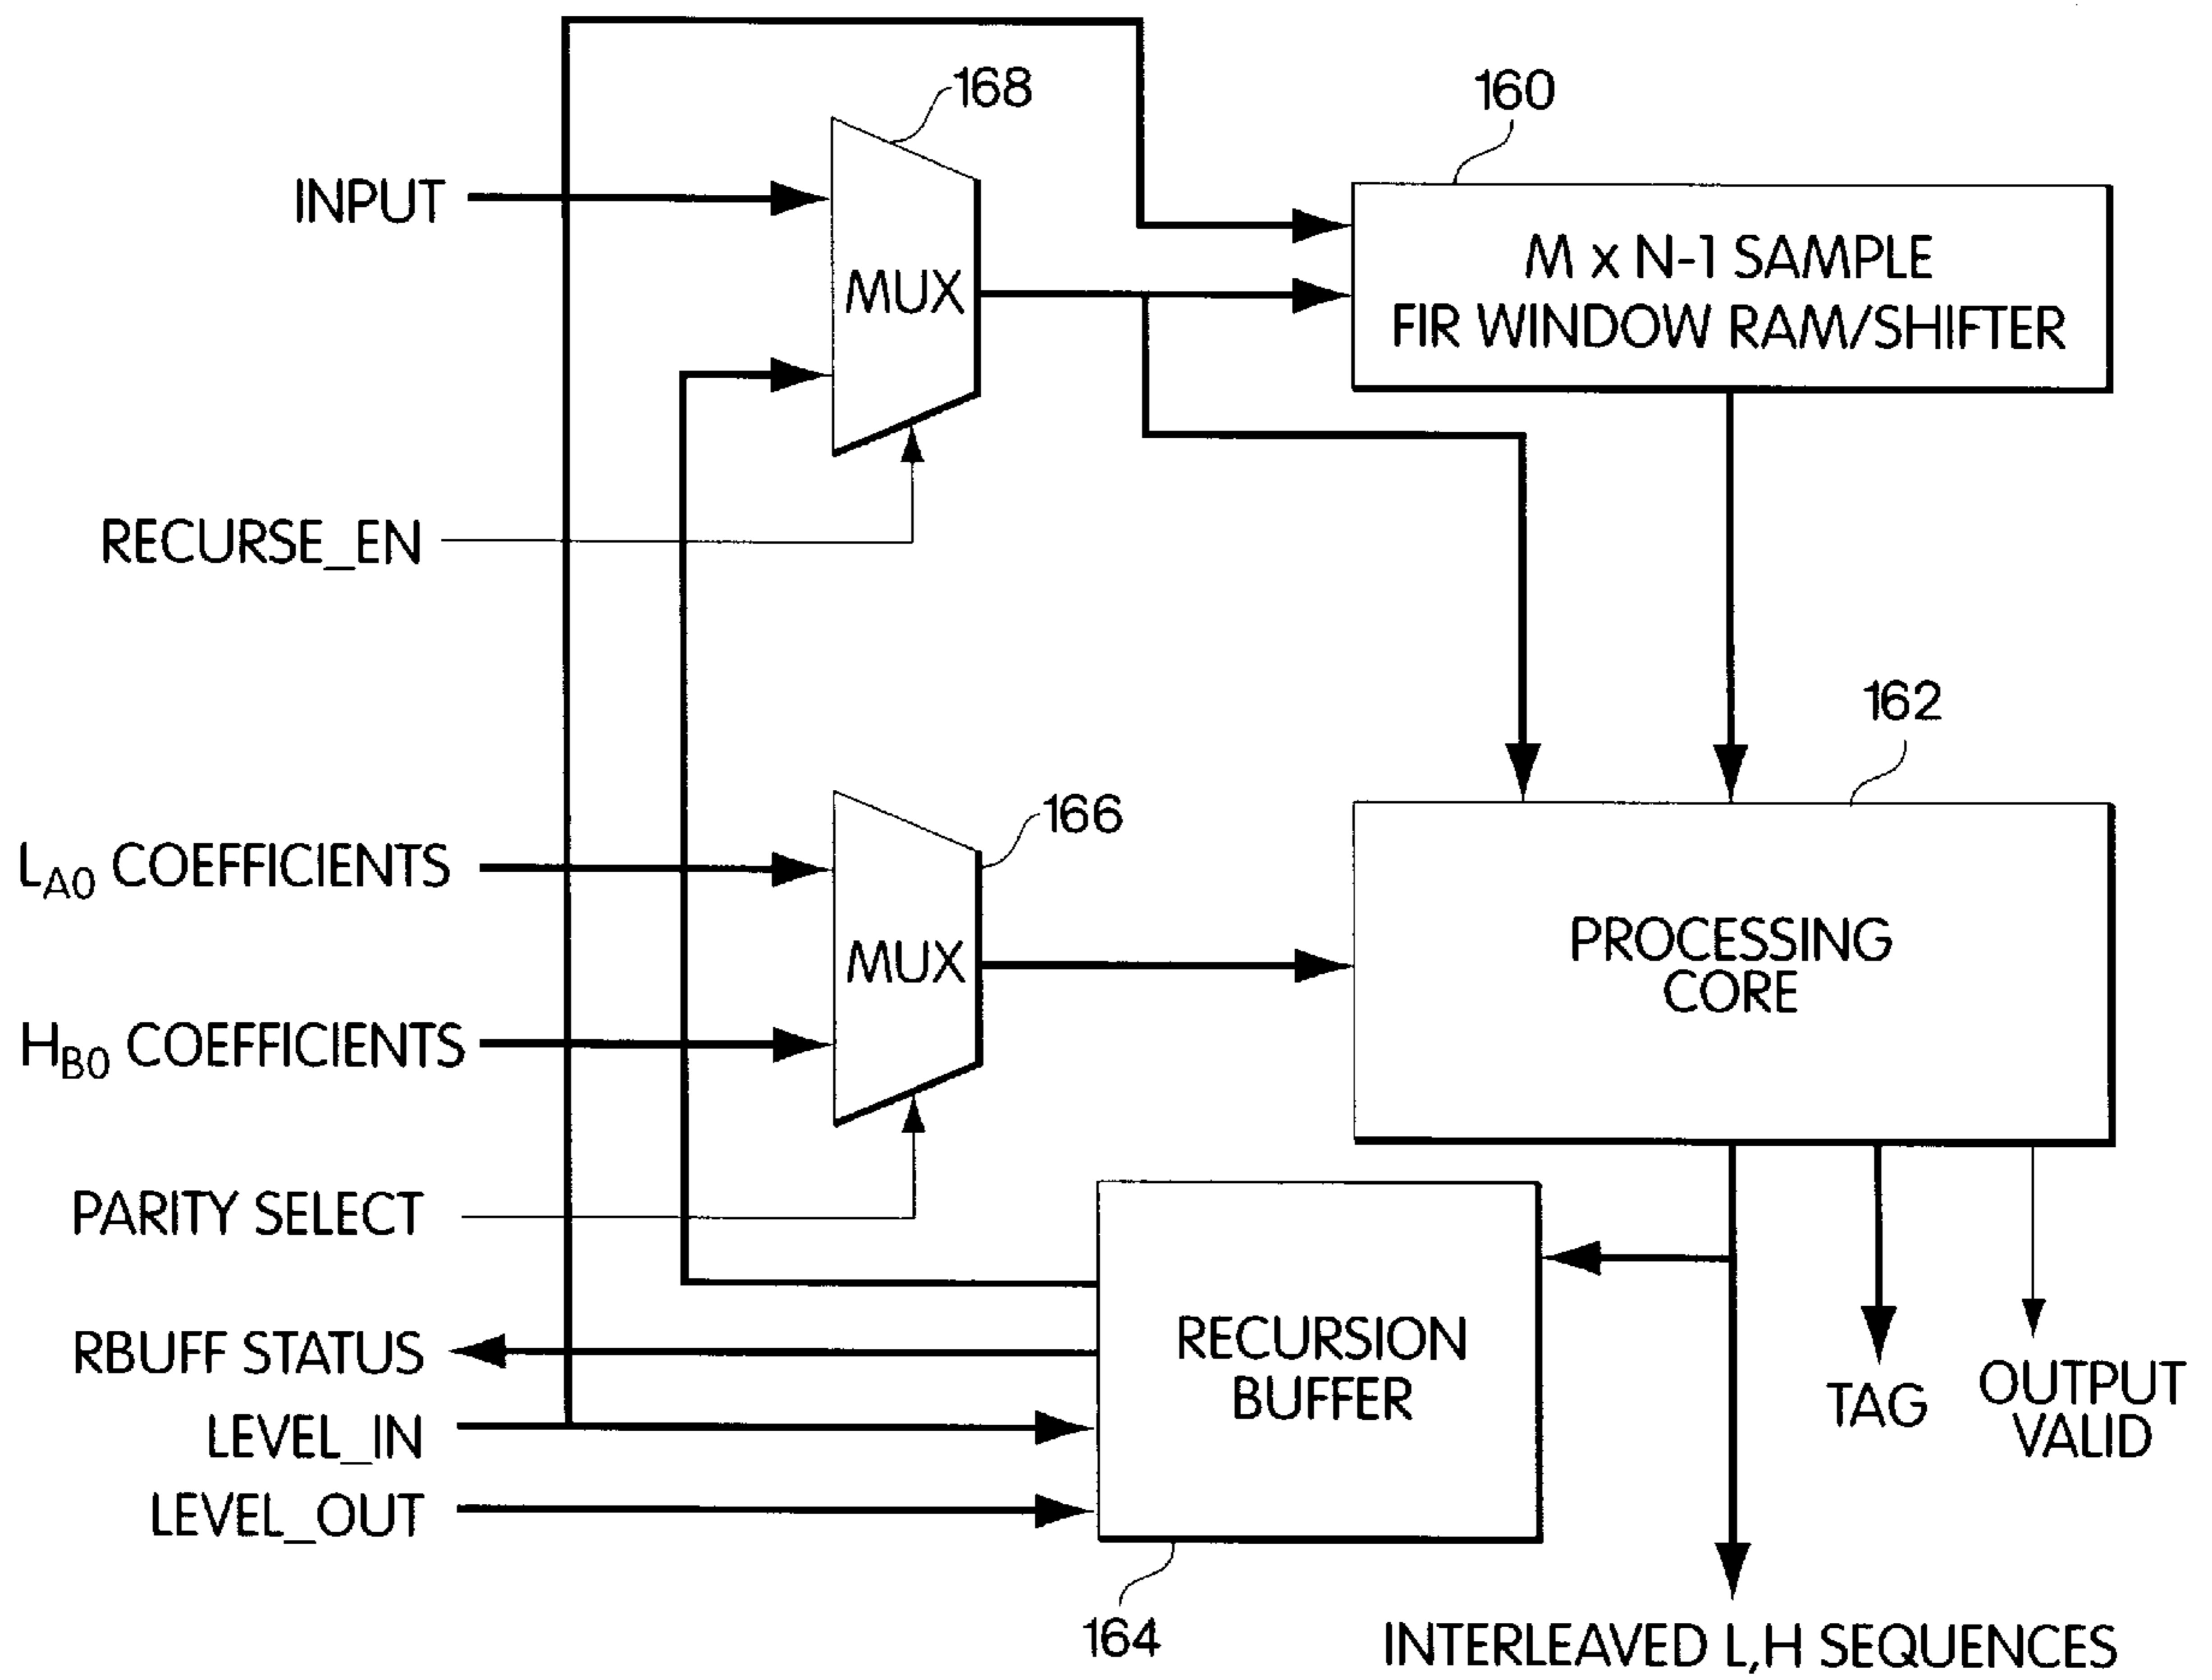 168
160
INPUT
MUX
M x N-1 SAMPLE
FIR WINDOW RAM/SHIFTER
RECURSE_EN
162
166
LA0 COEFFICIENTS
MUX
PROCESSING
CORE
HB0 COEFFICIENTS
PARITY SELECT
RBUFF STATUS
LEVEL_IN
LEVEL_OUT
RECURSION
BUFFER
TAG
OUTPUT
VALID
164
INTERLEAVED L,H SEQUENCES